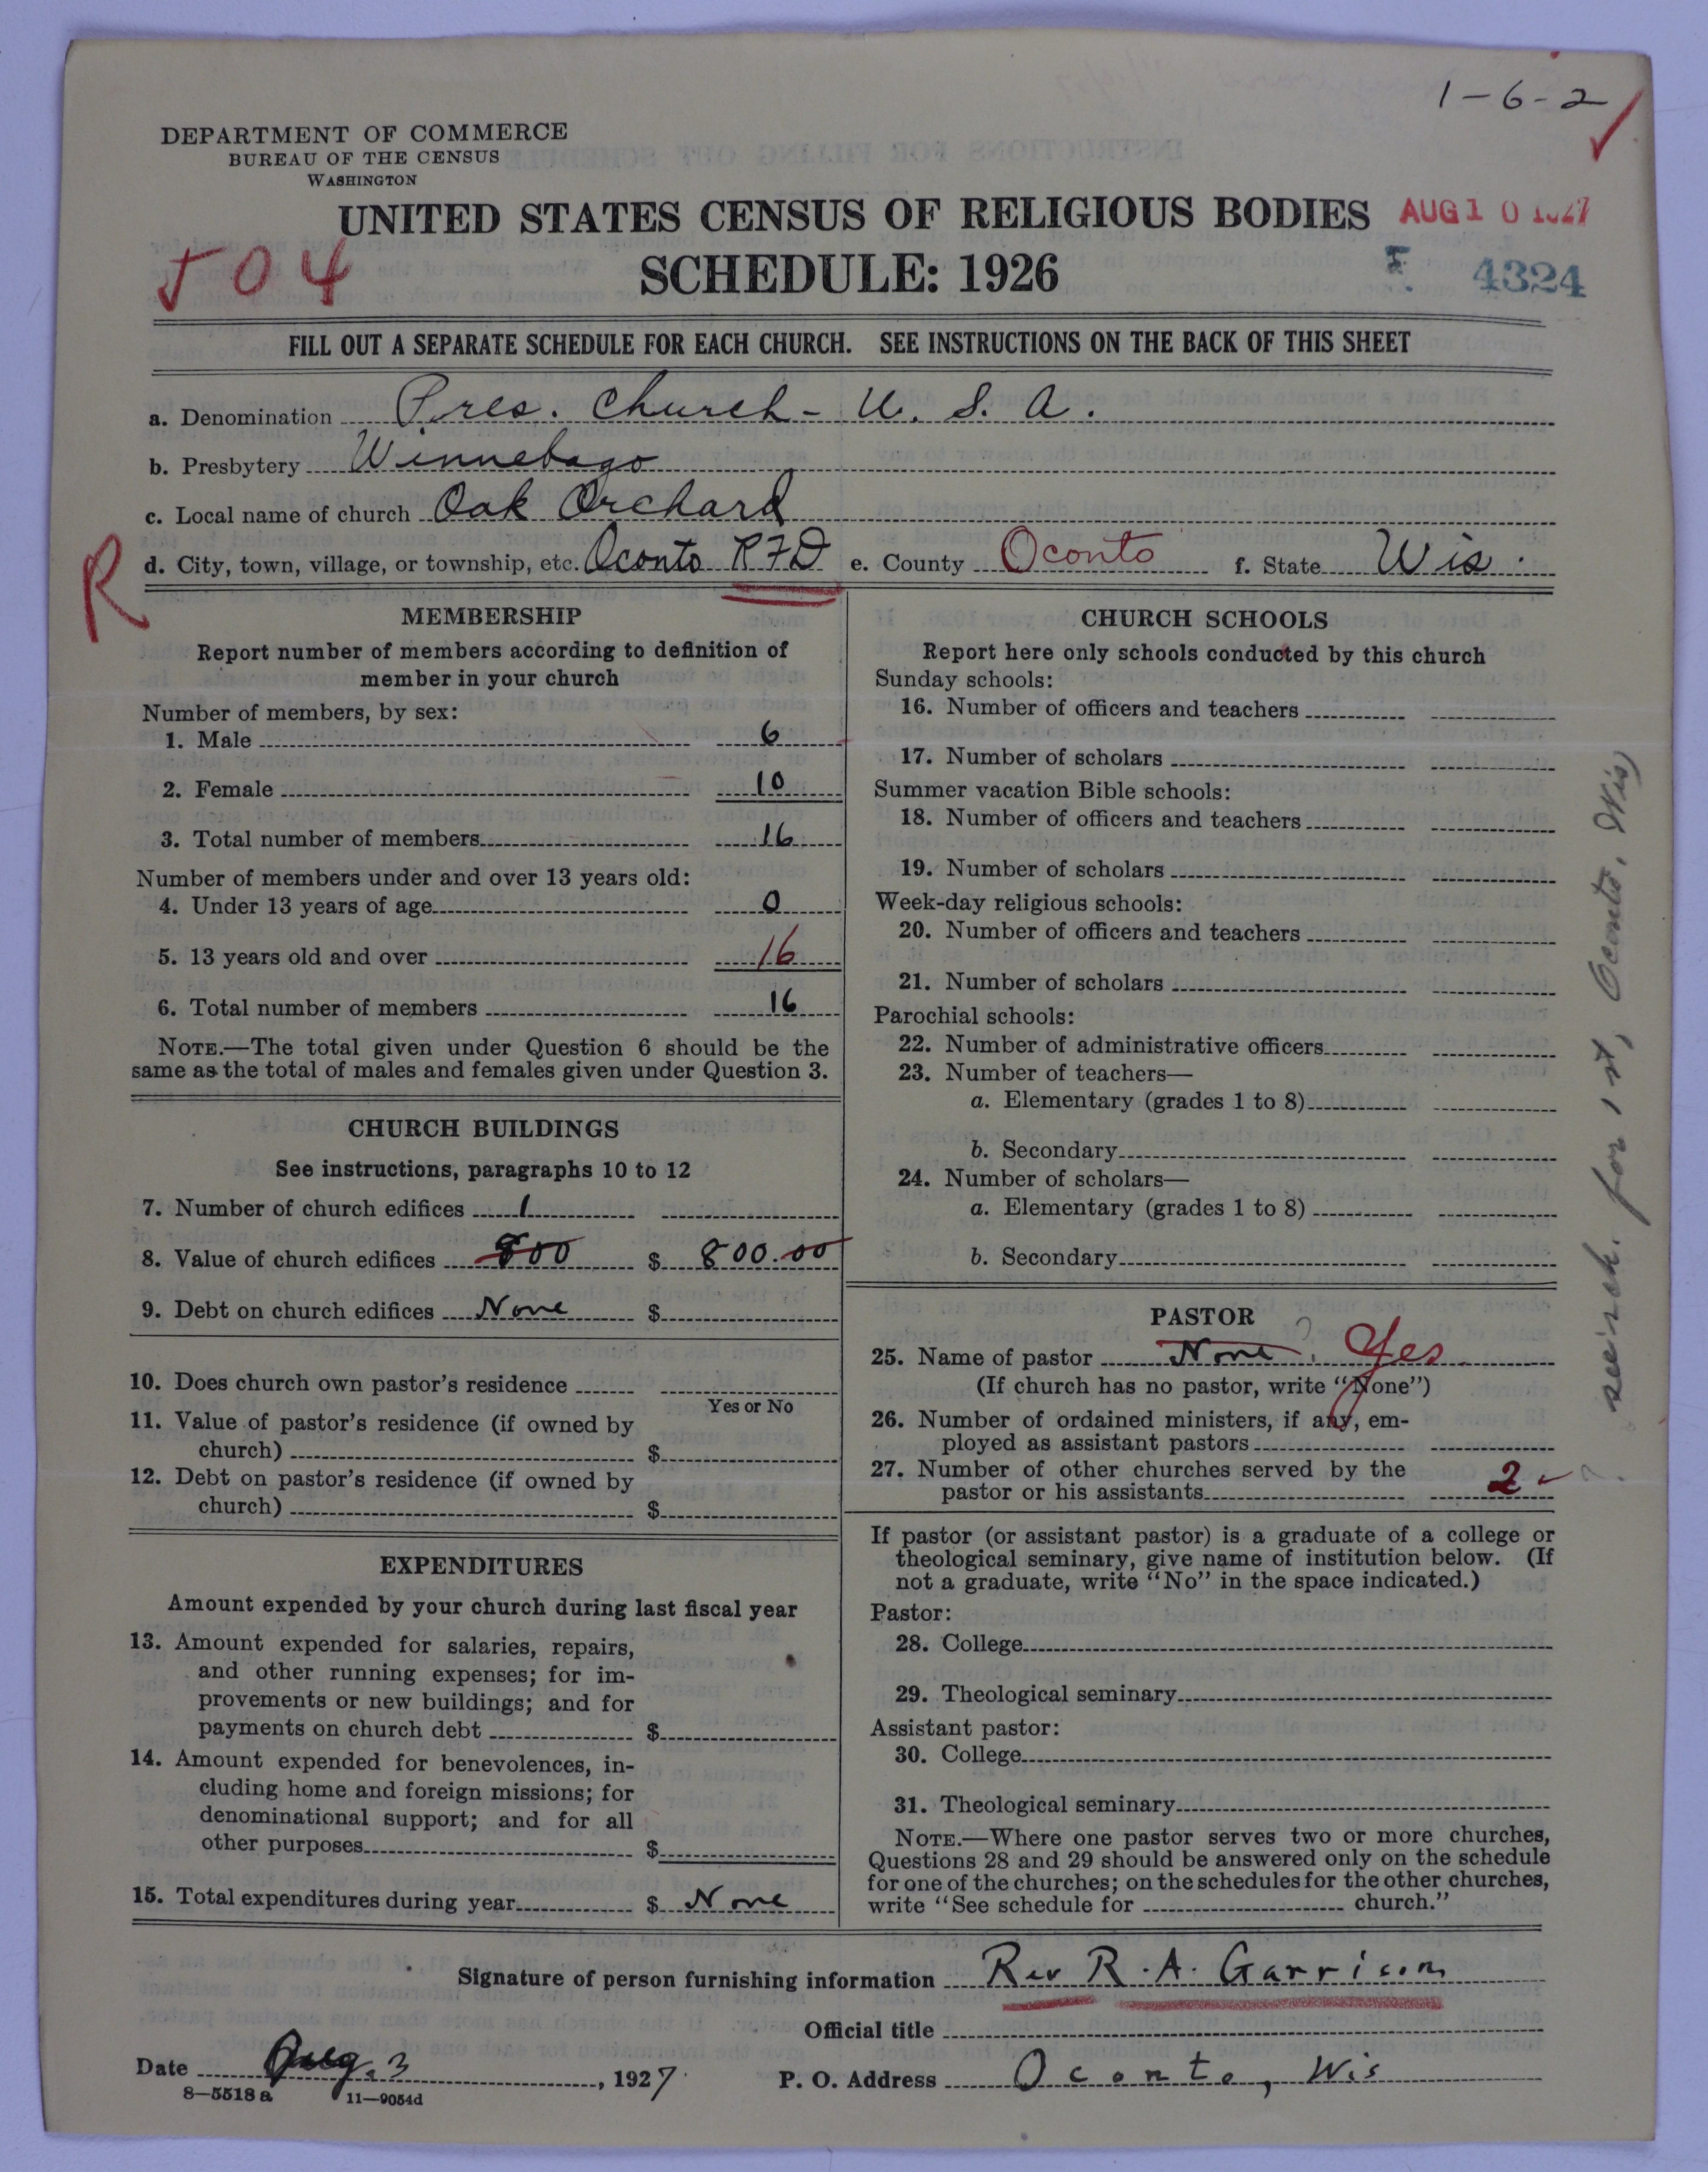 1-6-2
DEPARTMENT OF COMMERCE
BUREAU OF THE CENSUS
WASHINGTON
UNITED STATES CENSUS OF RELIGIOUS BODIES
AUG 10 1927
SCHEDULE: 1926
504
4324
FILL OUT A SEPARATE SCHEDULE FOR EACH CHURCH. SEE INSTRUCTIONS ON THE BACK OF THIS SHEET
a. Denomination Pres. Church - U. S. A.
b. Presbytery Winnebago
c. Local name of church Oak Orchard
R
d. City, town, village, or township, etc. Oconto RFD e. County Oconto f. State Wis.
MEMBERSHIP
Report number of members according to definition of
member in your church
Number of members, by sex:
1. Male 6
2. Female 10
3. Total number of members 16
Number of members under and over 13 years old:
4. Under 13 years of age 0
5. 13 years old and over 16
6. Total number of members 16
NOTE.—The total given under Question 6 should be the
same as the total of males and females given under Question 3.
CHURCH BUILDINGS
See instructions, paragraphs 10 to 12
7. Number of church edifices 1
8. Value of church edifices 800 $ 800.00
9. Debt on church edifices None $
10. Does church own pastor's residence
Yes or No
11. Value of pastor's residence (if owned by
church) $
12. Debt on pastor's residence (if owned by
church) $
EXPENDITURES
Amount expended by your church during last fiscal year
13. Amount expended for salaries, repairs,
and other running expenses; for im-
provements or new buildings; and for
payments on church debt $
14. Amount expended for benevolences, in-
cluding home and foreign missions; for
denominational support; and for all
other purposes $
15. Total expenditures during year $ None
CHURCH SCHOOLS
Report here only schools conducted by this church
Sunday schools:
16. Number of officers and teachers
17. Number of scholars
Summer vacation Bible schools:
18. Number of officers and teachers
19. Number of scholars
Week-day religious schools:
20. Number of officers and teachers
21. Number of scholars
Parochial schools:
22. Number of administrative officers
23. Number of teachers—
a. Elementary (grades 1 to 8)
b. Secondary
24. Number of scholars—
a. Elementary (grades 1 to 8)
b. Secondary
PASTOR
25. Name of pastor None ? Yes
(If church has no pastor, write "None")
26. Number of ordained ministers, if any, em-
ployed as assistant pastors
27. Number of other churches served by the
pastor or his assistants 2
If pastor (or assistant pastor) is a graduate of a college or
theological seminary, give name of institution below. (If
not a graduate, write "No" in the space indicated.)
Pastor:
28. College
29. Theological seminary
Assistant pastor:
30. College
31. Theological seminary
NOTE.—Where one pastor serves two or more churches,
Questions 28 and 29 should be answered only on the schedule
for one of the churches; on the schedules for the other churches,
write "See schedule for church."
for 1st, Oconto, Wis
Signature of person furnishing information Rev R. A. Garrison
Official title
Date Aug. 3, 1927
P. O. Address Oconto, Wis
8—5518 a 11—9054d